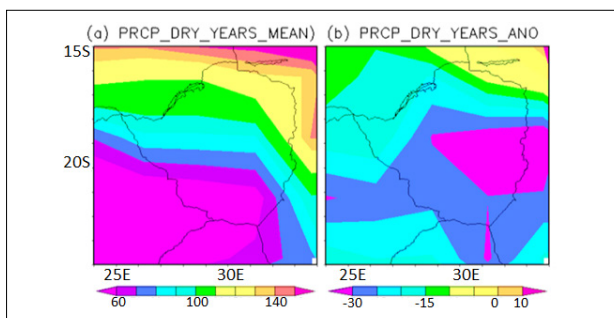 (a) PRCP_DRY_YEARS_MEAN) (b) PRCP_DRY_YEARS_ANO
15S
20S
25E 30E 25E 30E
60 100 140 -30 -15 0 10